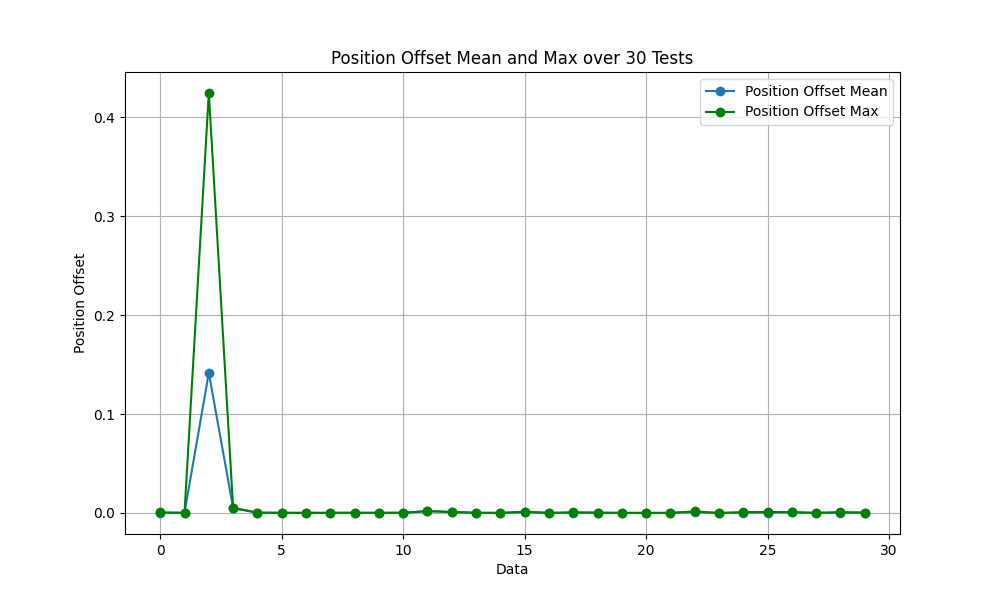 Position Offset Mean and Max over 30 Tests
Position Offset Mean
Position Offset Max
0.4
0.3
0.2
0.1
0.0
Position Offset
0 5 10 15 20 25 30
Data